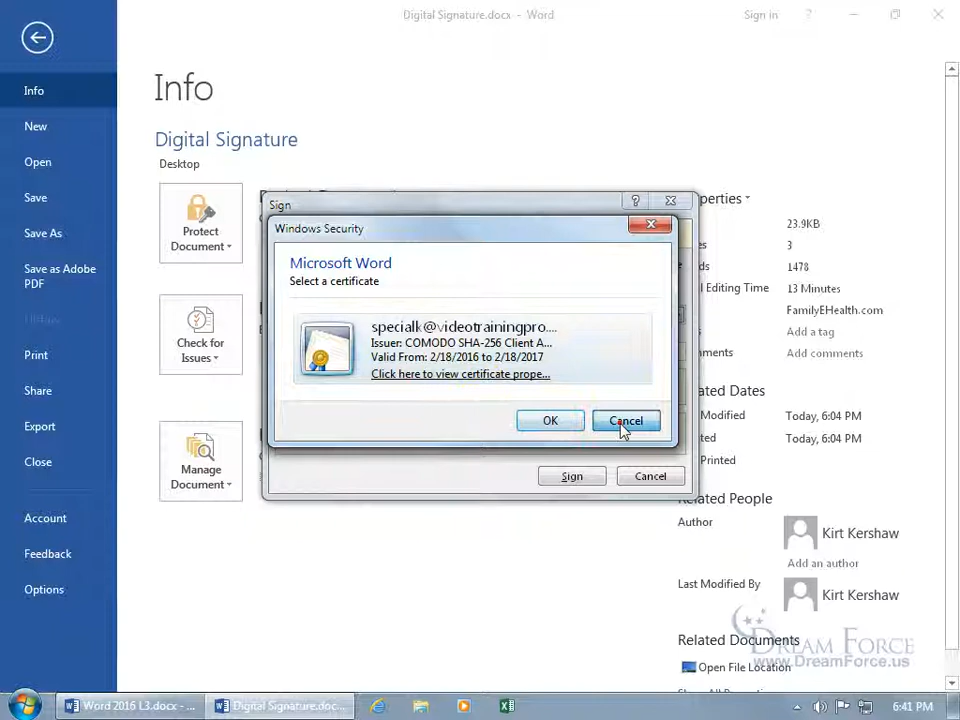 Digital Signature.docx - Word
Sign in
?
Info
New
Open
Save
Save As
Save as Adobe
PDF
Print
Share
Export
Close
Account
Feedback
Options
Info
Digital Signature
Desktop
Protect
Document
Check for
Issues
Manage
Document
Sign
?
Windows Security
Microsoft Word
Select a certificate
specialk@videotrainingpro....
Issuer: COMODO SHA-256 Client A...
Valid From: 2/18/2016 to 2/18/2017
Click here to view certificate prope...
OK
Cancel
Sign
Cancel
perties
23.9KB
3
1478
Editing Time
13 Minutes
FamilyEHealth.com
Add a tag
Add comments
ated Dates
Modified
Today, 6:04 PM
Today, 6:04 PM
Printed
Related People
Author
Kirt Kershaw
Add an author
Last Modified By
Kirt Kershaw
Related Documents
Open File Location
DREAM FORCE
www.DreamForce.us
Word 2016 L3.docx - ...
Digital Signature.doc...
6:41 PM